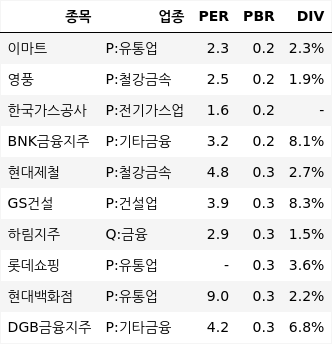 종목 업종 PER PBR DIV
이마트 P:유통업 2.3 0.2 2.3%
영풍 P:철강금속 2.5 0.2 1.9%
한국가스공사 P:전기가스업 1.6 0.2 -
BNK금융지주 P:기타금융 3.2 0.2 8.1%
현대제철 P:철강금속 4.8 0.3 2.7%
GS건설 P:건설업 3.9 0.3 8.3%
하림지주 Q:금융 2.9 0.3 1.5%
롯데쇼핑 P:유통업 - 0.3 3.6%
현대백화점 P:유통업 9.0 0.3 2.2%
DGB금융지주 P:기타금융 4.2 0.3 6.8%